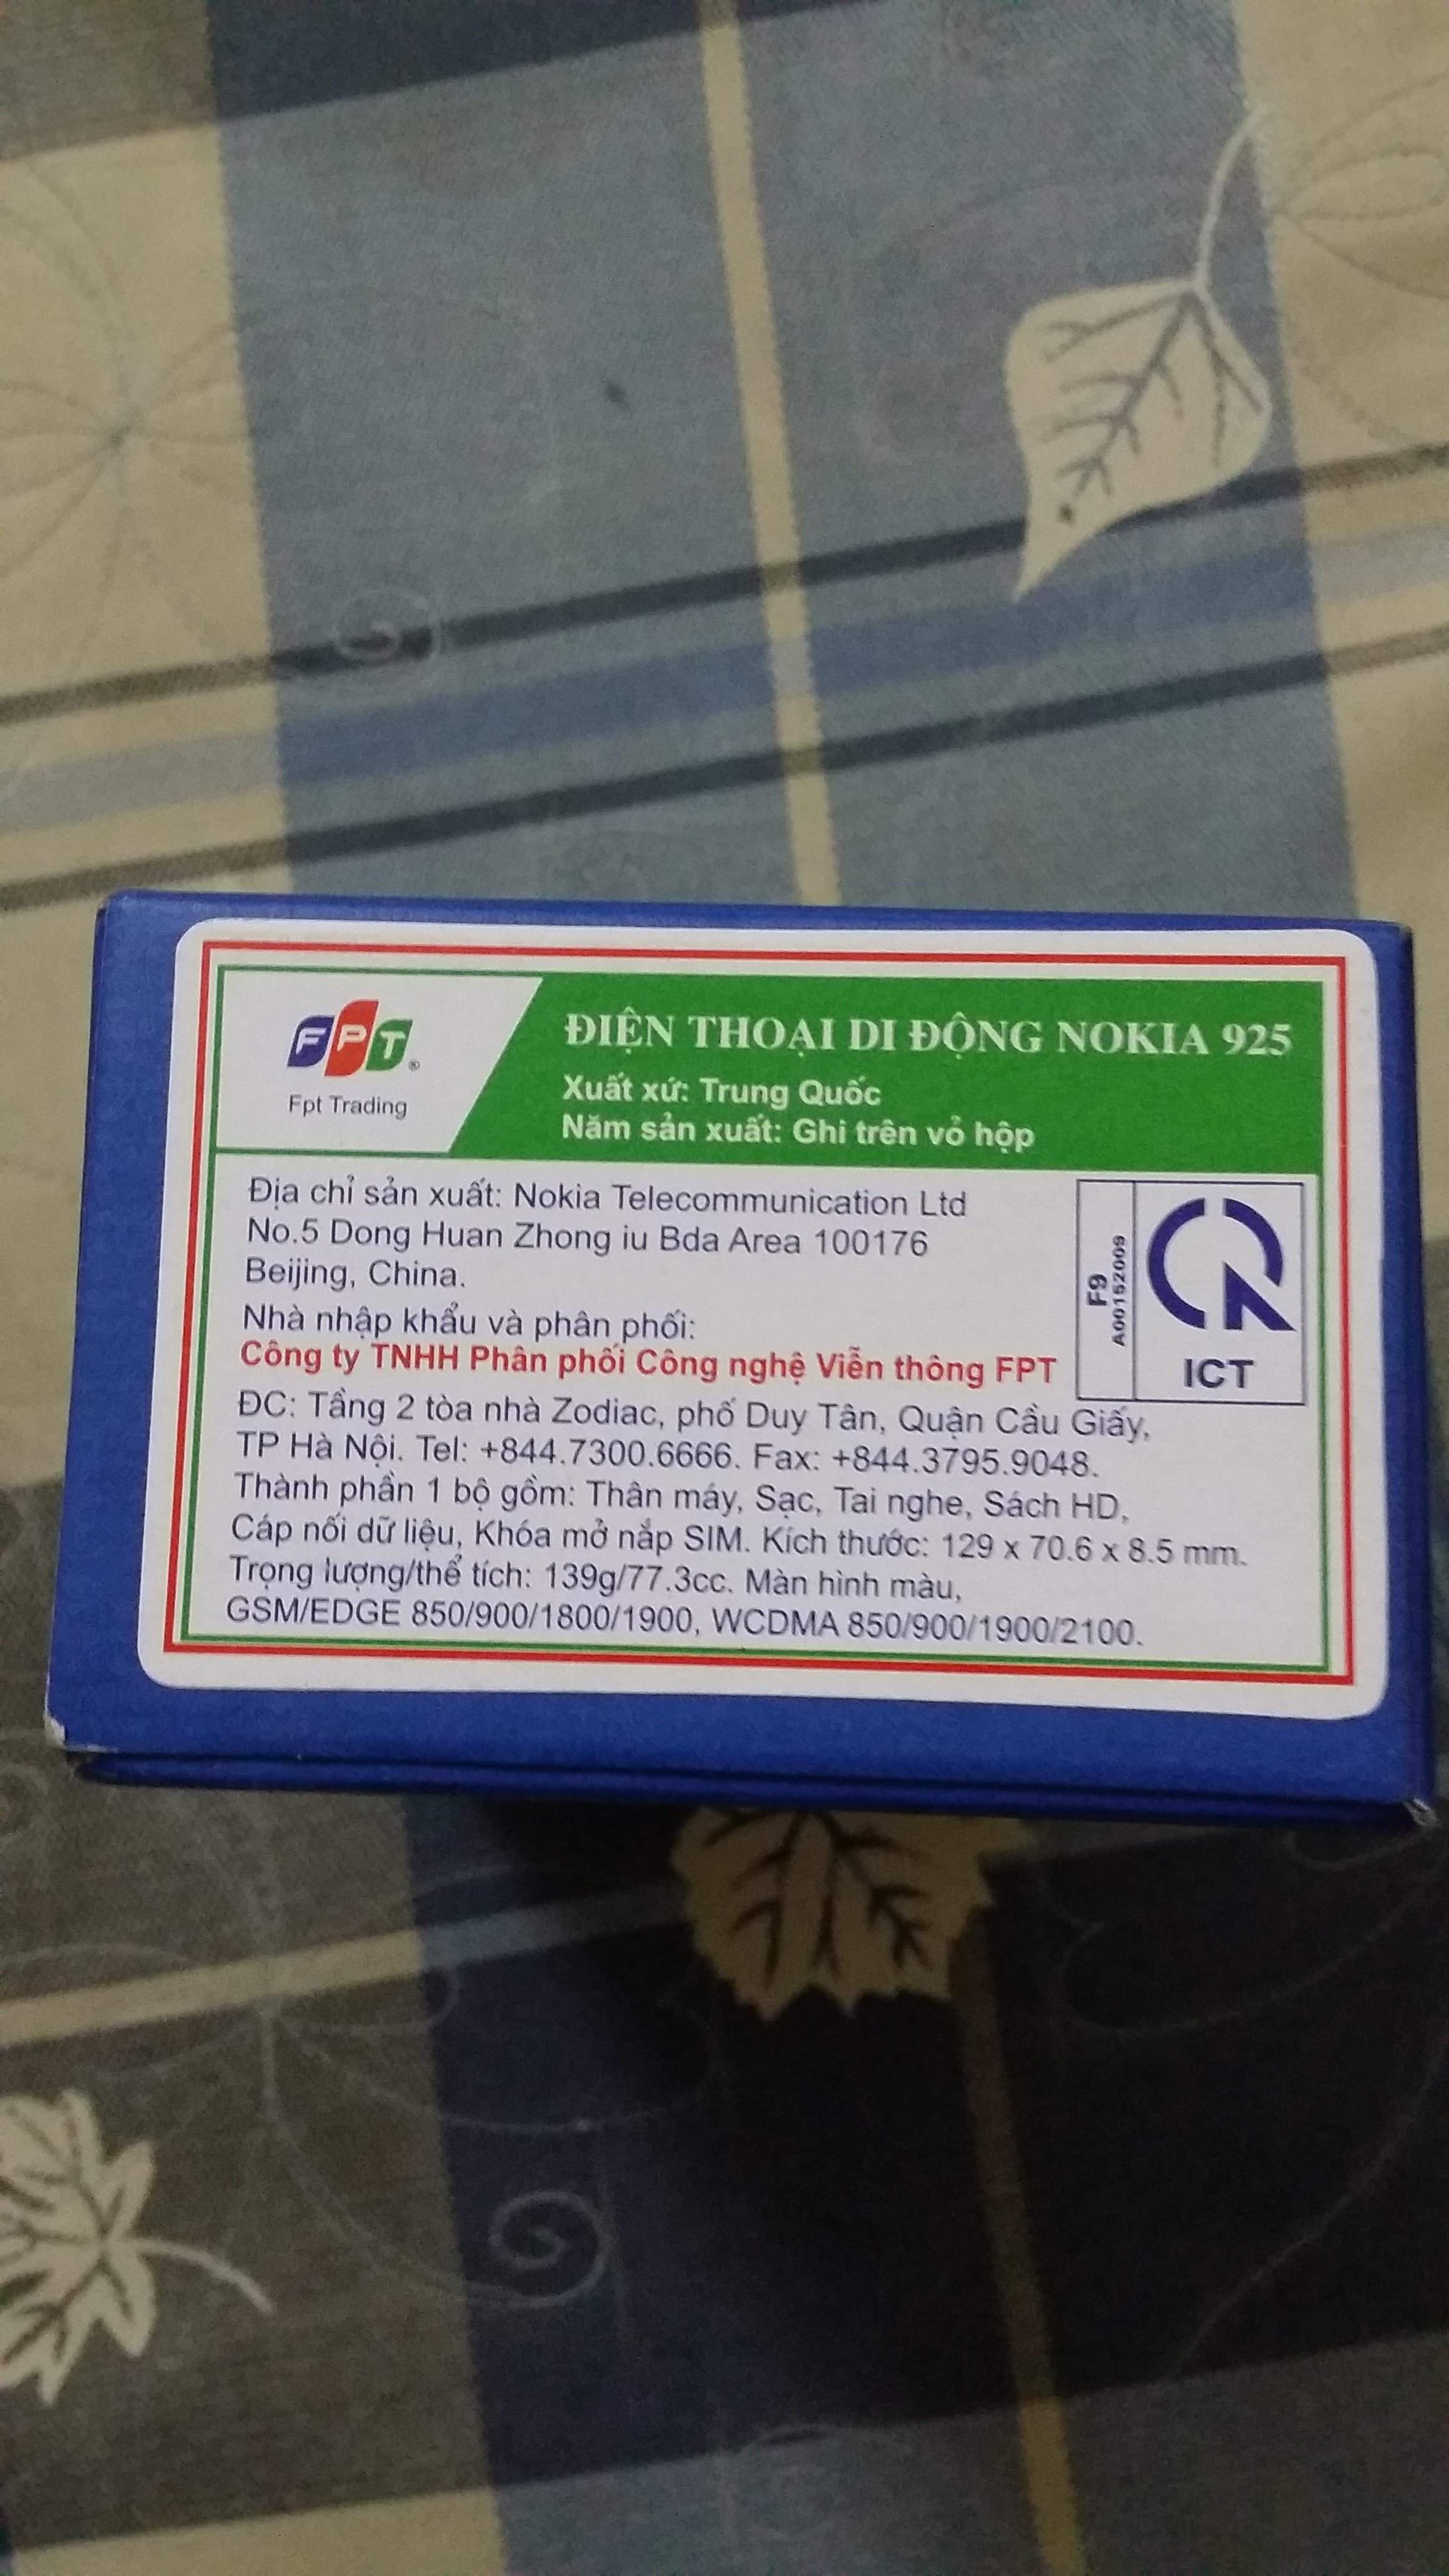 FPT®
Fpt Trading
ĐIỆN THOẠI DI ĐỘNG NOKIA 925
Xuất xứ: Trung Quốc
Năm sản xuất: Ghi trên vỏ hộp
Địa chỉ sản xuất: Nokia Telecommunication Ltd
No.5 Dong Huan Zhong iu Bda Area 100176
Beijing, China.
Nhà nhập khẩu và phân phối:
Công ty TNHH Phân phối Công nghệ Viễn thông FPT
F9
A00152009
ICT
ĐC: Tầng 2 tòa nhà Zodiac, phố Duy Tân, Quận Cầu Giấy,
TP Hà Nội. Tel: +844.7300.6666. Fax: +844.3795.9048.
Thành phần 1 bộ gồm: Thân máy, Sạc, Tai nghe, Sách HD,
Cáp nối dữ liệu, Khóa mở nắp SIM. Kích thước: 129 x 70.6 x 8.5 mm.
Trọng lượng/thể tích: 139g/77.3cc. Màn hình màu,
GSM/EDGE 850/900/1800/1900, WCDMA 850/900/1900/2100.